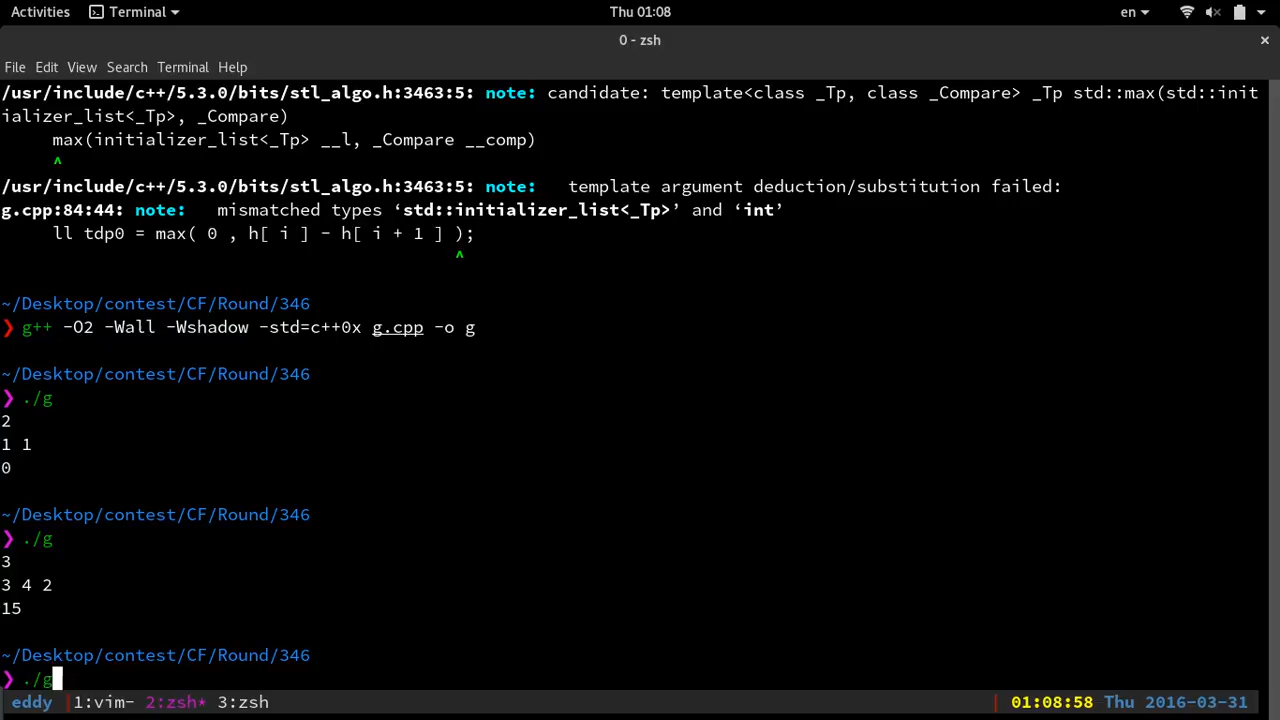 Activities Terminal Thu 01:08 en
0 - zsh ×
File Edit View Search Terminal Help
/usr/include/c++/5.3.0/bits/stl_algo.h:3463:5: note: candidate: template<class _Tp, class _Compare> _Tp std::max(std::init
ializer_list<_Tp>, _Compare)
max(initializer_list<_Tp> __l, _Compare __comp)
^
/usr/include/c++/5.3.0/bits/stl_algo.h:3463:5: note:   template argument deduction/substitution failed:
g.cpp:84:44: note:   mismatched types ‘std::initializer_list<_Tp>’ and ‘int’
ll tdp0 = max( 0 , h[ i ] - h[ i + 1 ] );
^
~/Desktop/contest/CF/Round/346
❯ g++ -O2 -Wall -Wshadow -std=c++0x g.cpp -o g
~/Desktop/contest/CF/Round/346
❯ ./g
2
1 1
0
~/Desktop/contest/CF/Round/346
❯ ./g
3
3 4 2
15
~/Desktop/contest/CF/Round/346
❯ ./g
eddy 1:vim- 2:zsh* 3:zsh 01:08:58 Thu 2016-03-31